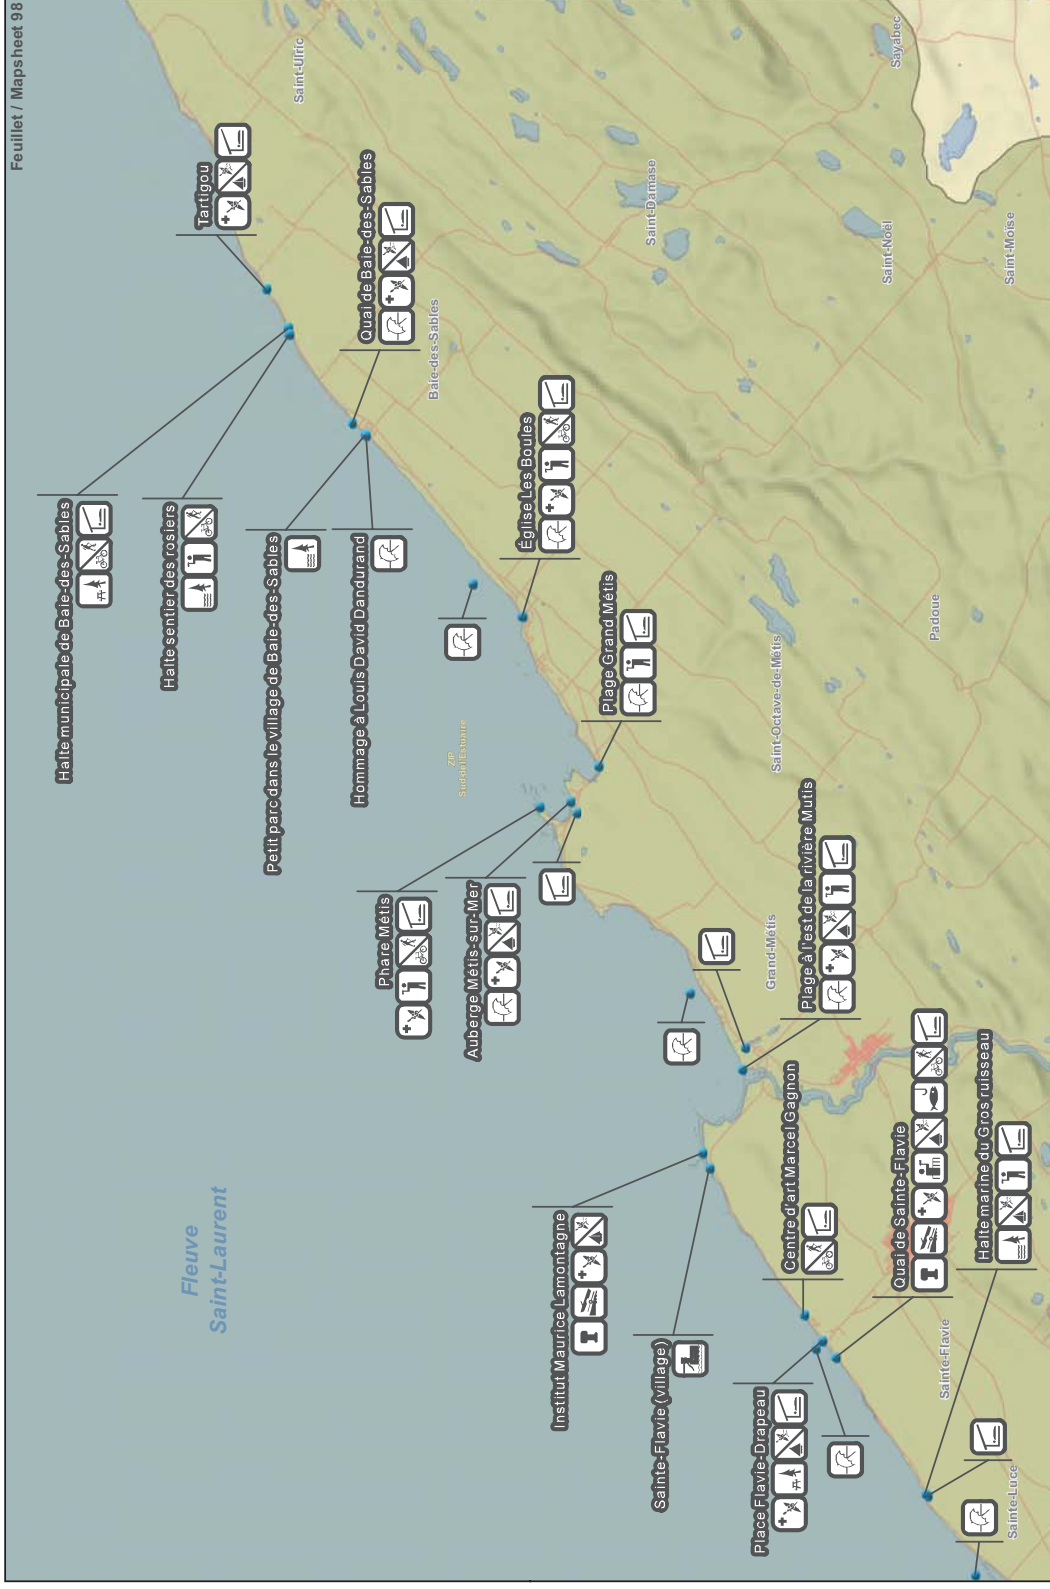 Feuillet / Mapsheet 98
Halte municipale de Baie-des-Sables
Halte sentier des rosiers
Petit parc dans le village de Baie-des-Sables
Hommage à Louis David Dandurand
Tartigou
Quai de Baie-des-Sables
Église Les Boules
Plage Grand Métis
Phare Métis
Auberge Métis-sur-Mer
Plage à l'est de la rivière Mutis
Institut Maurice Lamontagne
Sainte-Flavie (village)
Centre d'art Marcel Gagnon
Place Flavie-Drapeau
Quai de Sainte-Flavie
Halte marine du Gros ruisseau
Fleuve
Saint-Laurent
ZIP
Sud de l'Estuaire
Saint-Ulric
Baie-des-Sables
Saint-Damase
Sayabec
Saint-Noël
Saint-Moïse
Padoue
Saint-Octave-de-Métis
Grand-Métis
Sainte-Flavie
Sainte-Luce